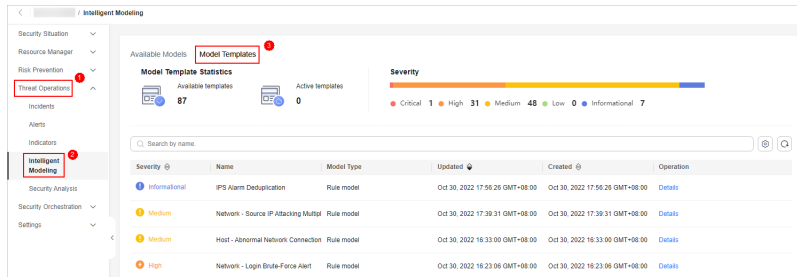 / Intelligent Modeling
Security Situation
Resource Manager
Risk Prevention
1
Threat Operations
Incidents
Alerts
Indicators
2
Intelligent
Modeling
Security Analysis
Security Orchestration
Settings
Available Models Model Templates 3
Model Template Statistics
Available templates
87
Active templates
0
Severity
Critical 1 High 31 Medium 48 Low 0 Informational 7
Search by name.
Severity Name Model Type Updated Created Operation
Informational IPS Alarm Deduplication Rule model Oct 30, 2022 17:56:26 GMT+08:00 Oct 30, 2022 17:56:26 GMT+08:00 Details
Medium Network - Source IP Attacking Multipl Rule model Oct 30, 2022 17:39:31 GMT+08:00 Oct 30, 2022 17:39:31 GMT+08:00 Details
Medium Host - Abnormal Network Connection Rule model Oct 30, 2022 16:33:00 GMT+08:00 Oct 30, 2022 16:33:00 GMT+08:00 Details
High Network - Login Brute-Force Alert Rule model Oct 30, 2022 16:23:06 GMT+08:00 Oct 30, 2022 16:23:06 GMT+08:00 Details